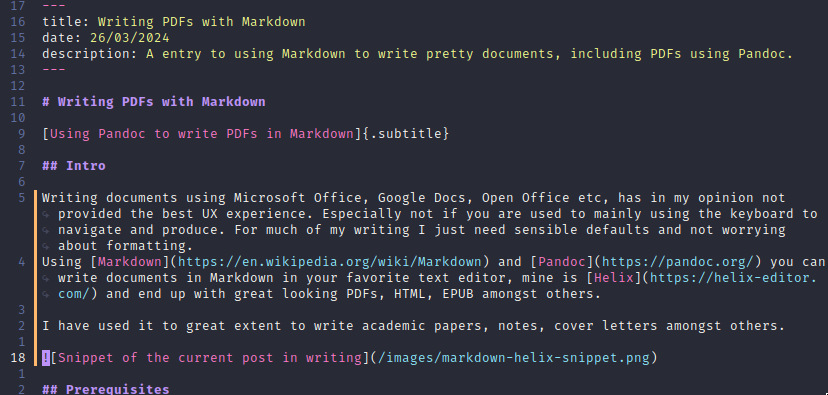 17 ---
16 title: Writing PDFs with Markdown
15 date: 26/03/2024
14 description: A entry to using Markdown to write pretty documents, including PDFs using Pandoc.
13 ---
12
11 # Writing PDFs with Markdown
10
9 [Using Pandoc to write PDFs in Markdown]{.subtitle}
8
7 ## Intro
6
5 Writing documents using Microsoft Office, Google Docs, Open Office etc, has in my opinion not
↪ provided the best UX experience. Especially not if you are used to mainly using the keyboard to
↪ navigate and produce. For much of my writing I just need sensible defaults and not worrying
↪ about formatting.
4 Using [Markdown](https://en.wikipedia.org/wiki/Markdown) and [Pandoc](https://pandoc.org/) you can
↪ write documents in Markdown in your favorite text editor, mine is [Helix](https://helix-editor.
↪ com/) and end up with great looking PDFs, HTML, EPUB amongst others.
3
2 I have used it to great extent to write academic papers, notes, cover letters amongst others.
1
18 ![Snippet of the current post in writing](/images/markdown-helix-snippet.png)
1
2 ## Prerequisites